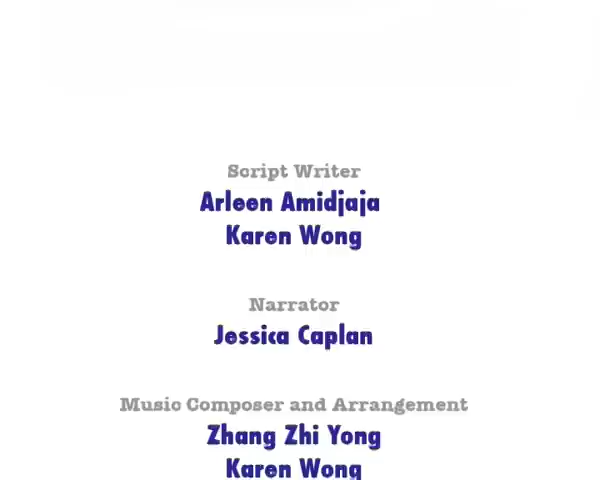 Script Writer
Arleen Amidjaja
Karen Wong
Narrator
Jessica Caplan
Music Composer and Arrangement
Zhang Zhi Yong
Karen Wong